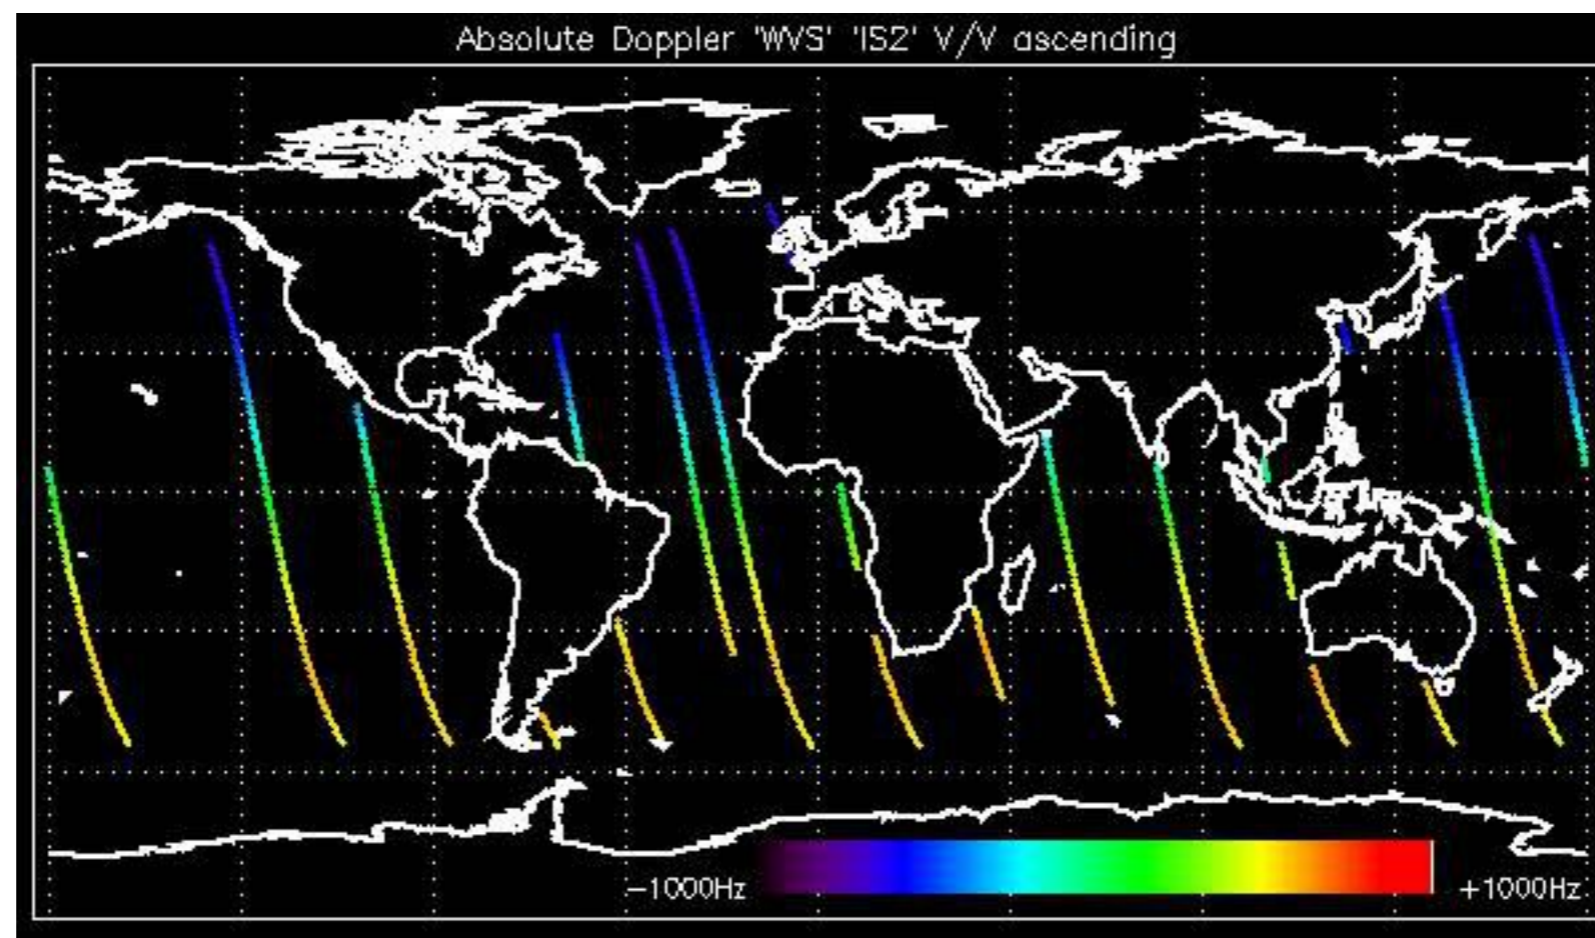 Absolute Doppler 'WVS' 'IS2' V/V ascending
−1000Hz +1000Hz